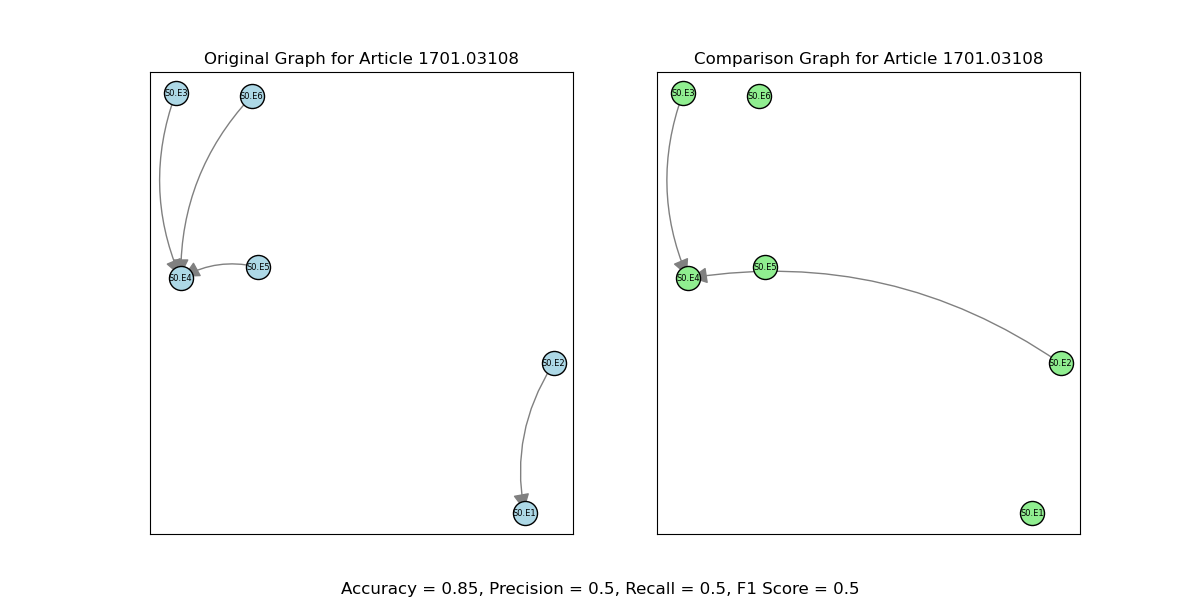 Original Graph for Article 1701.03108
Comparison Graph for Article 1701.03108
S0.E3
S0.E6
S0.E3
S0.E6
S0.E4
S0.E5
S0.E4
S0.E5
S0.E2
S0.E2
S0.E1
S0.E1
Accuracy = 0.85, Precision = 0.5, Recall = 0.5, F1 Score = 0.5